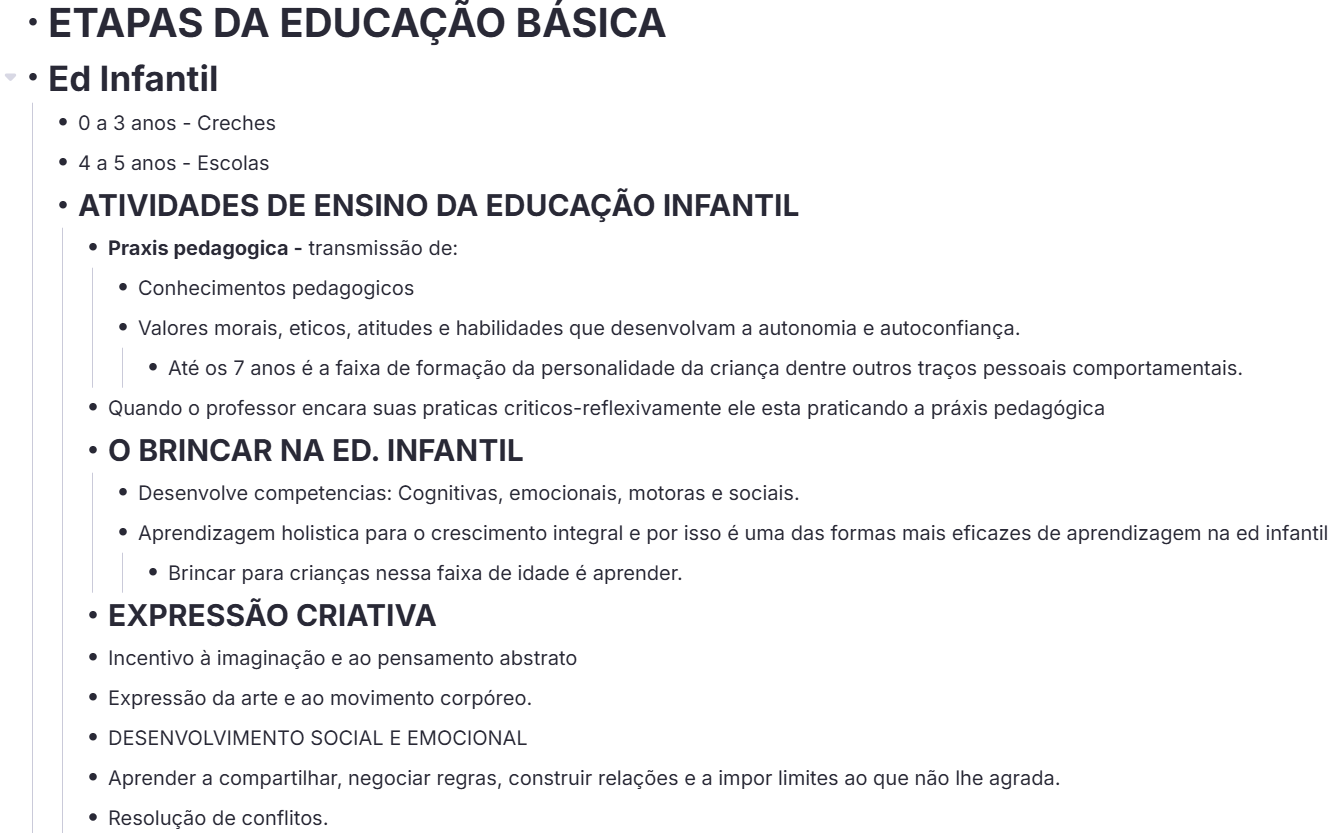 ETAPAS DA EDUCAÇÃO BÁSICA
Ed Infantil
0 a 3 anos - Creches
4 a 5 anos - Escolas
ATIVIDADES DE ENSINO DA EDUCAÇÃO INFANTIL
Praxis pedagogica - transmissão de:
Conhecimentos pedagogicos
Valores morais, eticos, atitudes e habilidades que desenvolvam a autonomia e autoconfiança.
Até os 7 anos é a faixa de formação da personalidade da criança dentre outros traços pessoais comportamentais.
Quando o professor encara suas praticas criticos-reflexivamente ele esta praticando a práxis pedagógica
O BRINCAR NA ED. INFANTIL
Desenvolve competencias: Cognitivas, emocionais, motoras e sociais.
Aprendizagem holistica para o crescimento integral e por isso é uma das formas mais eficazes de aprendizagem na ed infantil
Brincar para crianças nessa faixa de idade é aprender.
EXPRESSÃO CRIATIVA
Incentivo à imaginação e ao pensamento abstrato
Expressão da arte e ao movimento corpóreo.
DESENVOLVIMENTO SOCIAL E EMOCIONAL
Aprender a compartilhar, negociar regras, construir relações e a impor limites ao que não lhe agrada.
Resolução de conflitos.